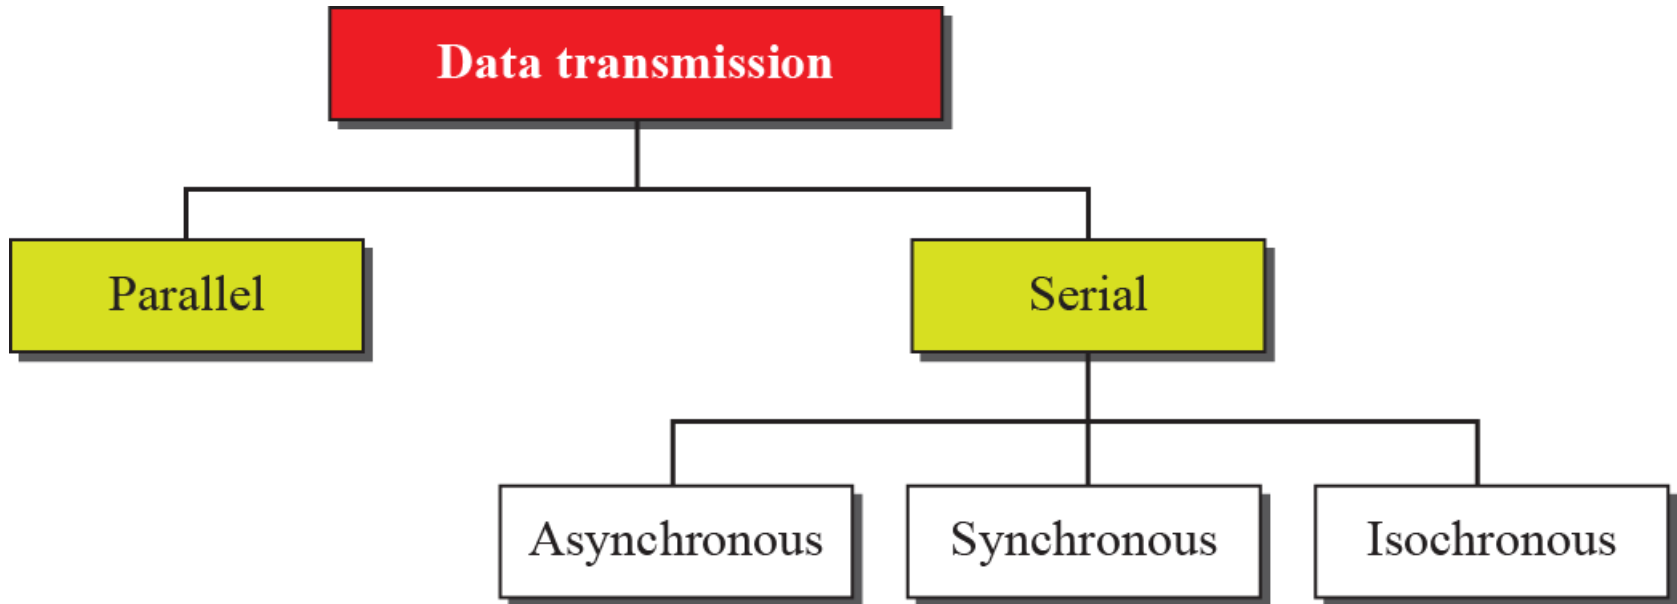 Data transmission
Parallel
Serial
Asynchronous
Synchronous
Isochronous